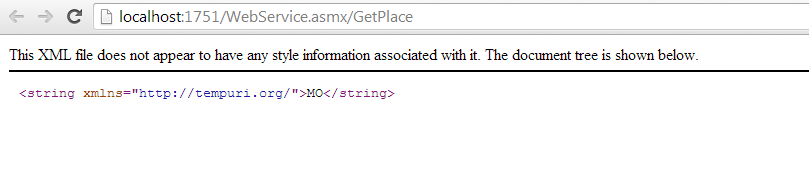 localhost:1751/WebService.asmx/GetPlace
This XML file does not appear to have any style information associated with it. The document tree is shown below.
<string xmlns="http://tempuri.org/">MO</string>